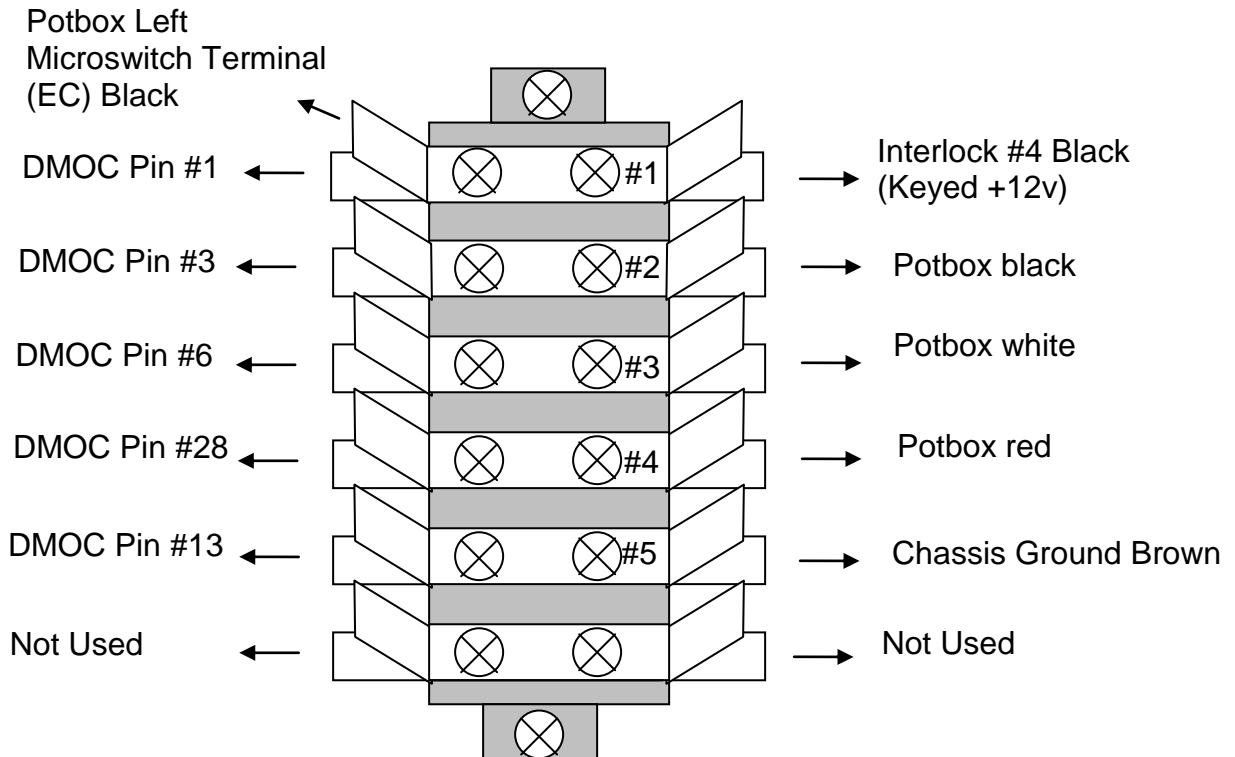 Potbox Left
Microswitch Terminal
(EC) Black
DMOC Pin #1
#1
Interlock #4 Black
(Keyed +12v)
DMOC Pin #3
#2
Potbox black
DMOC Pin #6
#3
Potbox white
DMOC Pin #28
#4
Potbox red
DMOC Pin #13
#5
Chassis Ground Brown
Not Used
Not Used